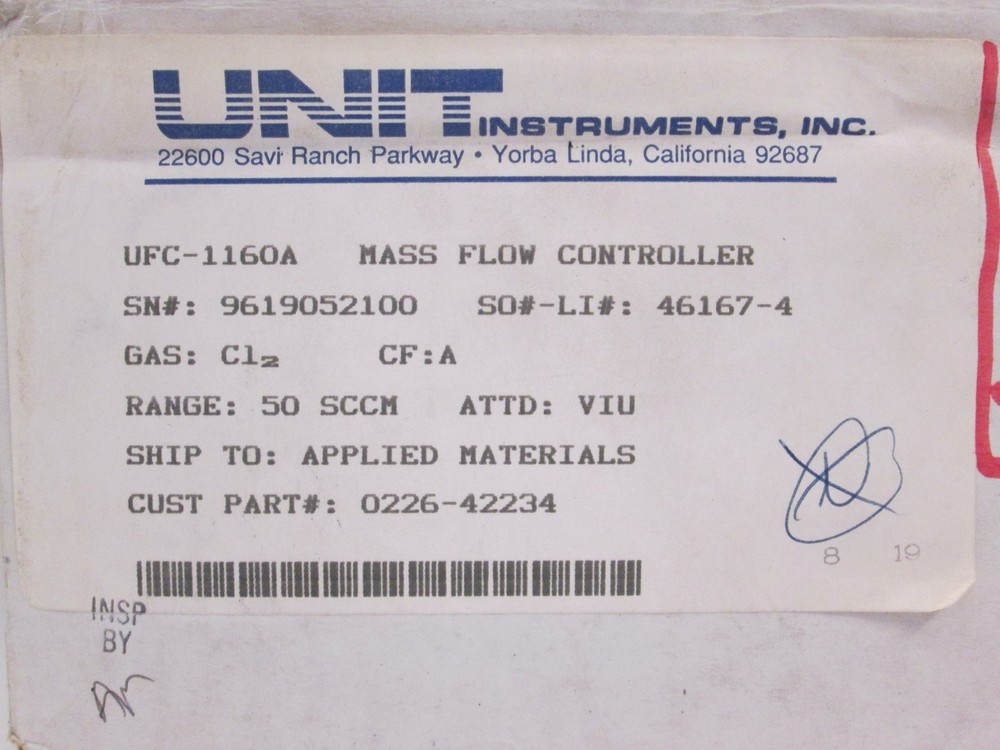 UNIT INSTRUMENTS, INC.
22600 Savi Ranch Parkway • Yorba Linda, California 92687
UFC-1160A MASS FLOW CONTROLLER
SN#: 9619052100 SO#-LI#: 46167-4
GAS: Cl₂ CF:A
RANGE: 50 SCCM ATTD: VIU
SHIP TO: APPLIED MATERIALS
CUST PART#: 0226-42234
8 19
INSP
BY